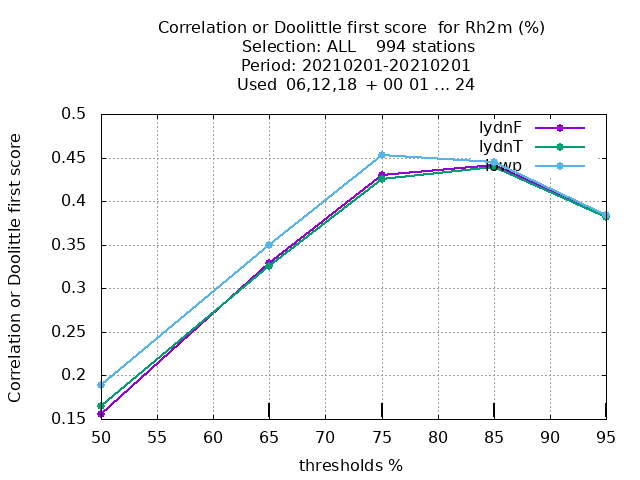 Correlation or Doolittle first score  for Rh2m (%)
Selection: ALL    994 stations
Period: 20210201-20210201
Used  06,12,18  + 00 01 ... 24
Correlation or Doolittle first score
0.5
0.45
0.4
0.35
0.3
0.25
0.2
0.15
lydnF
lydnT
50 55 60 65 70 75 80 85 90 95
thresholds %